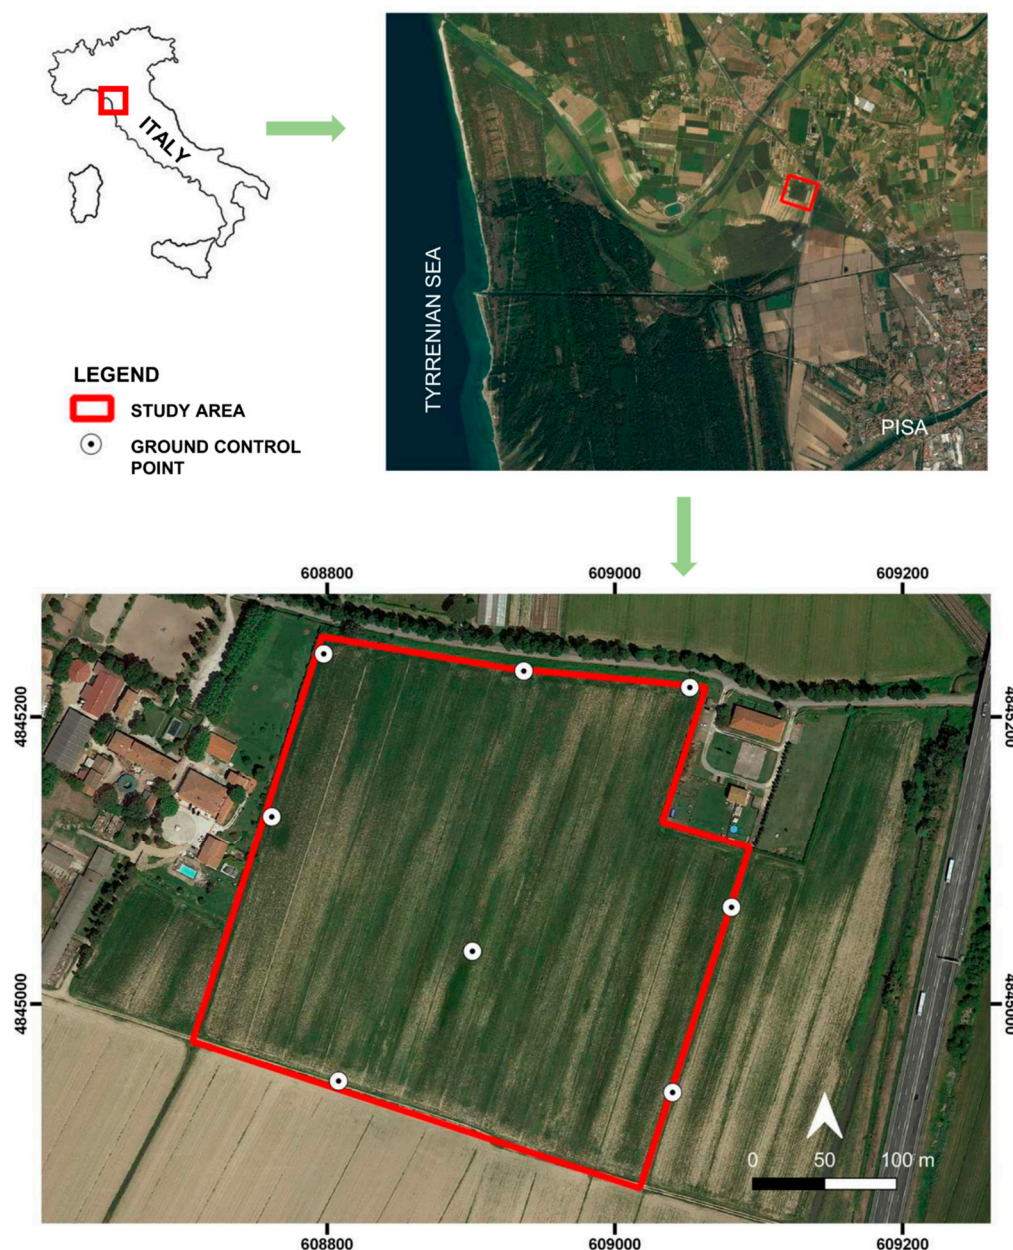 ITALY
TYRRENIAN SEA
PISA
LEGEND
STUDY AREA
GROUND CONTROL
POINT
608800
609000
609200
4845200
4845200
4845000
4845000
0
50
100 m
608800
609000
609200